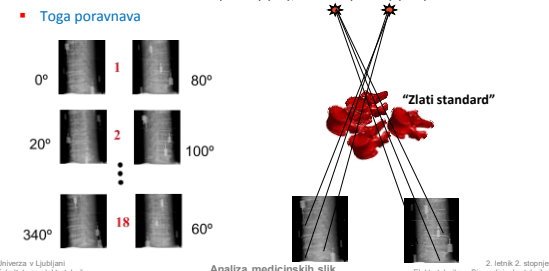 Toga poravnava
0º
1
80º
20º
2
100º
340º
18
60º
"Zlati standard"
Univerza v Ljubljani
Analiza medicinskih slik
2. letnik 2. stopnje